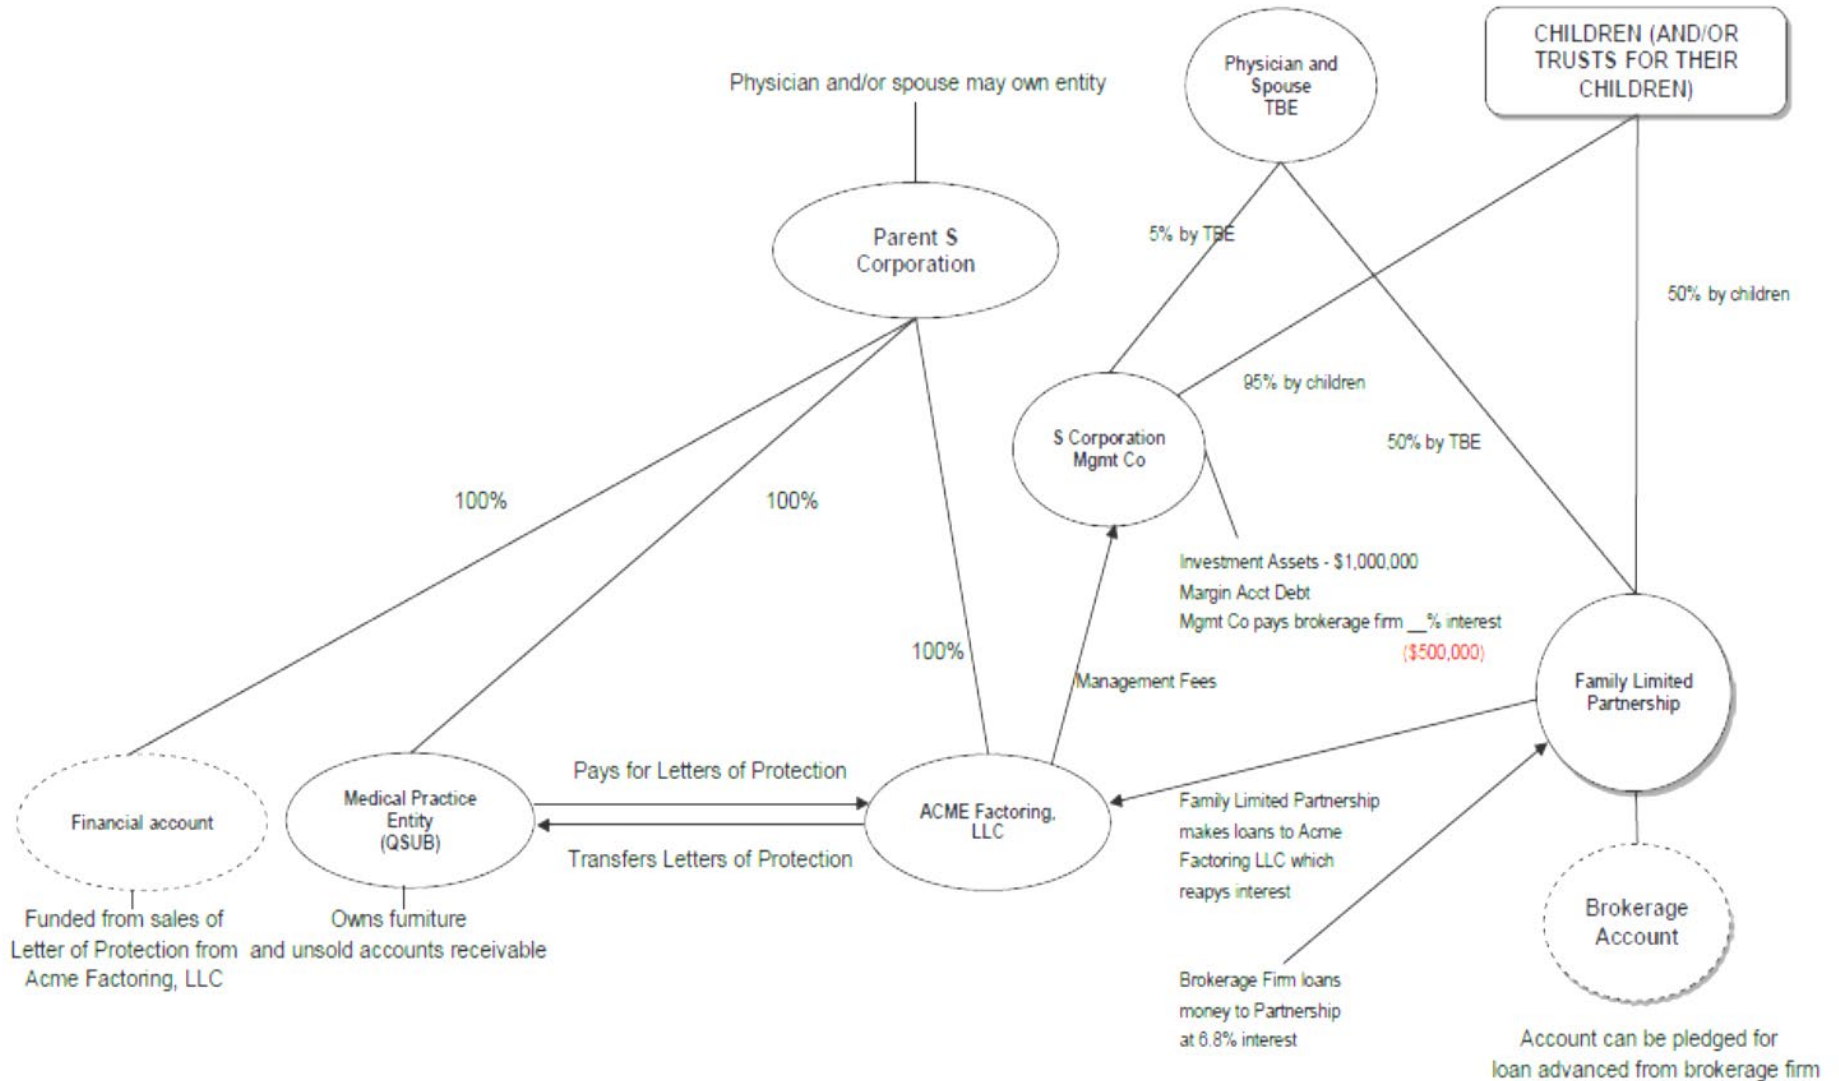 CHILDREN (AND/OR
TRUSTS FOR THEIR
CHILDREN)
Physician and
Spouse
TBE
Physician and/or spouse may own entity
Parent S
Corporation
5% by TBE
50% by children
95% by children
S Corporation
Mgmt Co
50% by TBE
100%
100%
Investment Assets - $1,000,000
Margin Acct Debt
Mgmt Co pays brokerage firm __% interest
($500,000)
100%
Management Fees
Family Limited
Partnership
Pays for Letters of Protection
Financial account
Medical Practice
Entity
(QSUB)
ACME Factoring,
LLC
Transfers Letters of Protection
Family Limited Partnership
makes loans to Acme
Factoring LLC which
reapys interest
Funded from sales of
Letter of Protection from
Acme Factoring, LLC
Owns furniture
and unsold accounts receivable
Brokerage
Account
Brokerage Firm loans
money to Partnership
at 6.8% interest
Account can be pledged for
loan advanced from brokerage firm